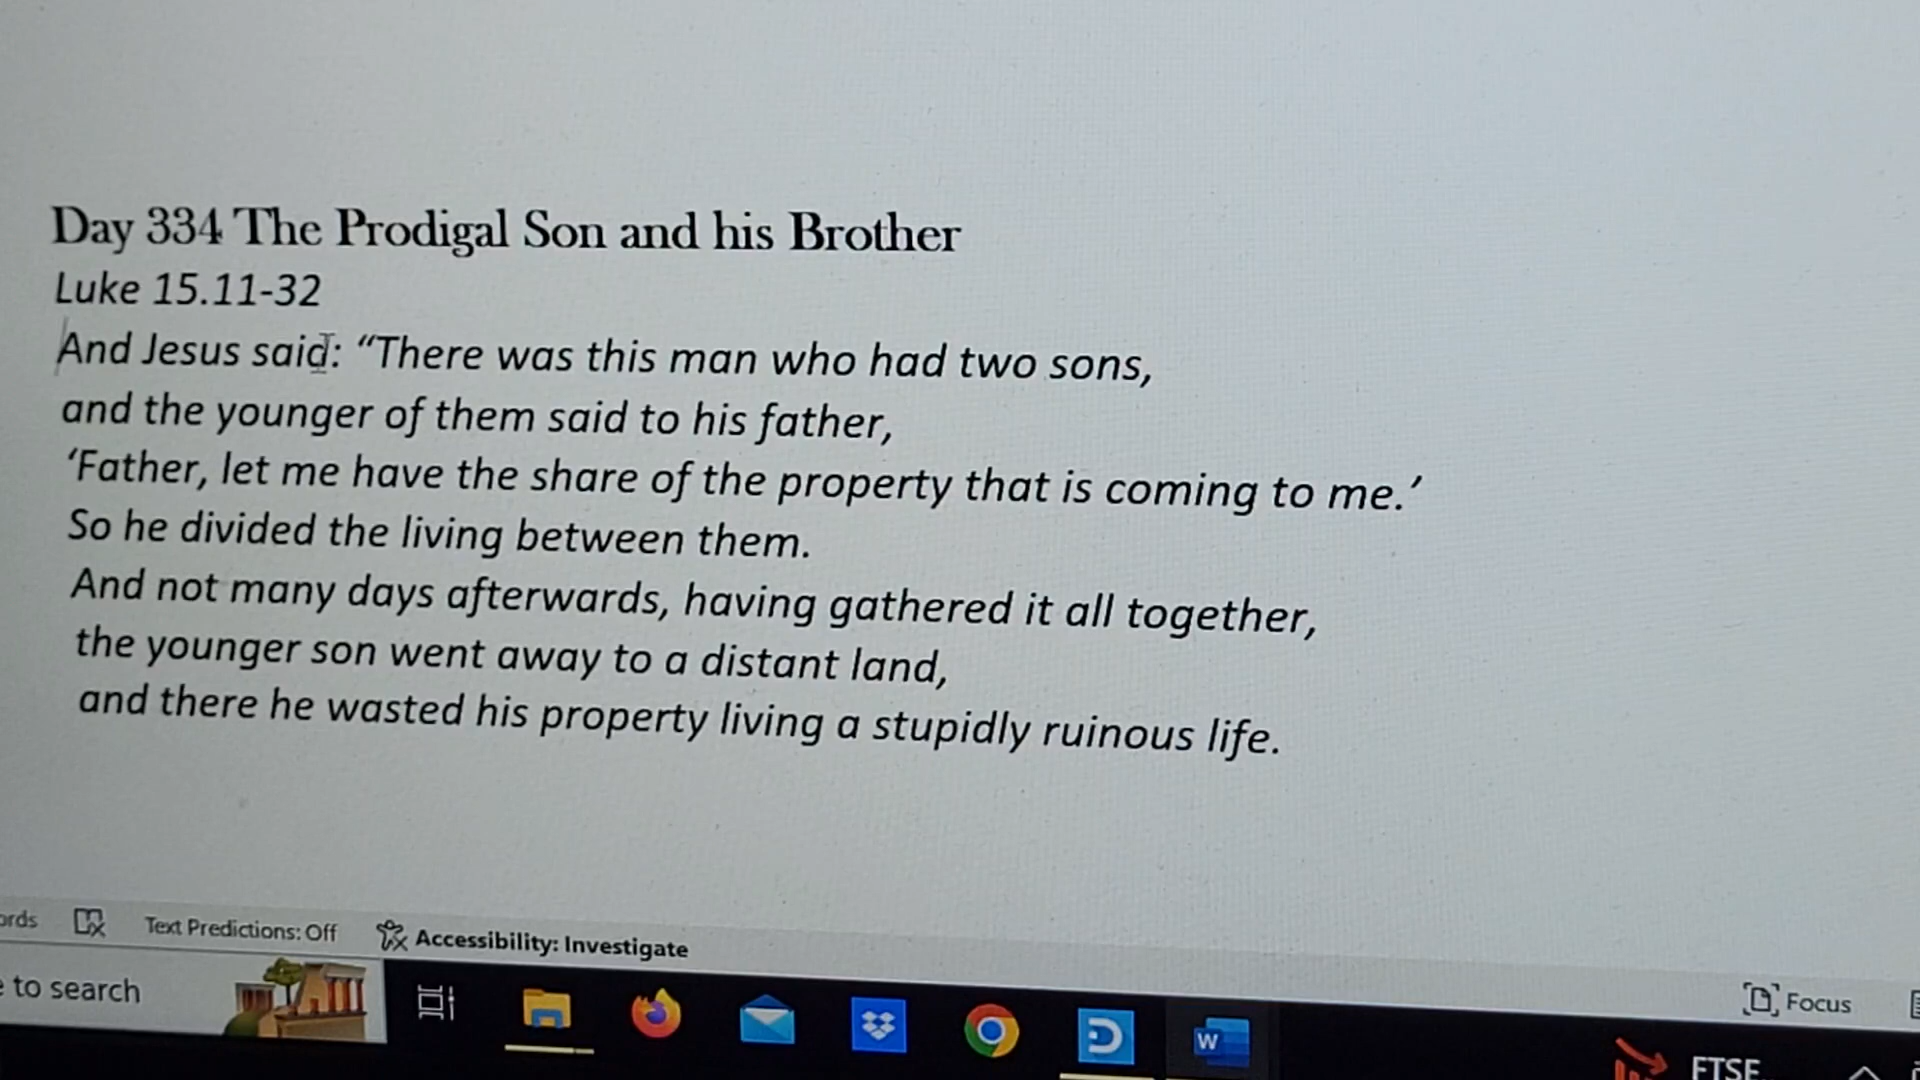 Day 334 The Prodigal Son and his Brother
Luke 15.11-32
And Jesus said: “There was this man who had two sons,
and the younger of them said to his father,
‘Father, let me have the share of the property that is coming to me.’
So he divided the living between them.
And not many days afterwards, having gathered it all together,
the younger son went away to a distant land,
and there he wasted his property living a stupidly ruinous life.
ords Text Predictions: Off Accessibility: Investigate
Focus
to search
W
FTSE